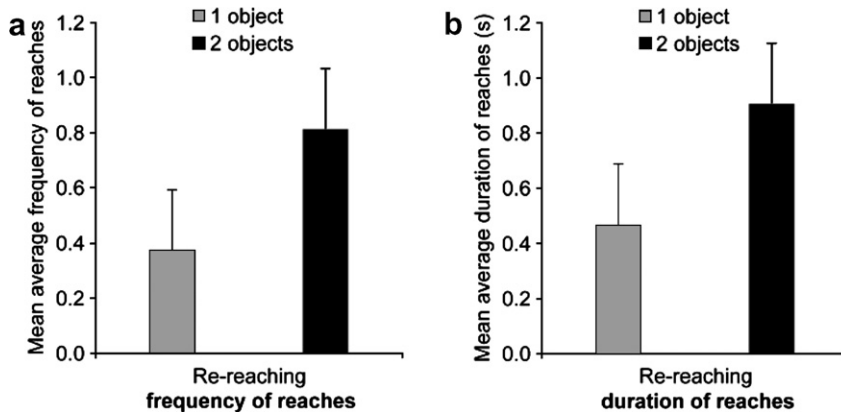 a
1 object
2 objects
Mean average frequency of reaches
1.2
1.0
0.8
0.6
0.4
0.2
0.0
Re-reaching
frequency of reaches
b
1 object
2 objects
Mean average duration of reaches (s)
1.2
1.0
0.8
0.6
0.4
0.2
0.0
Re-reaching
duration of reaches